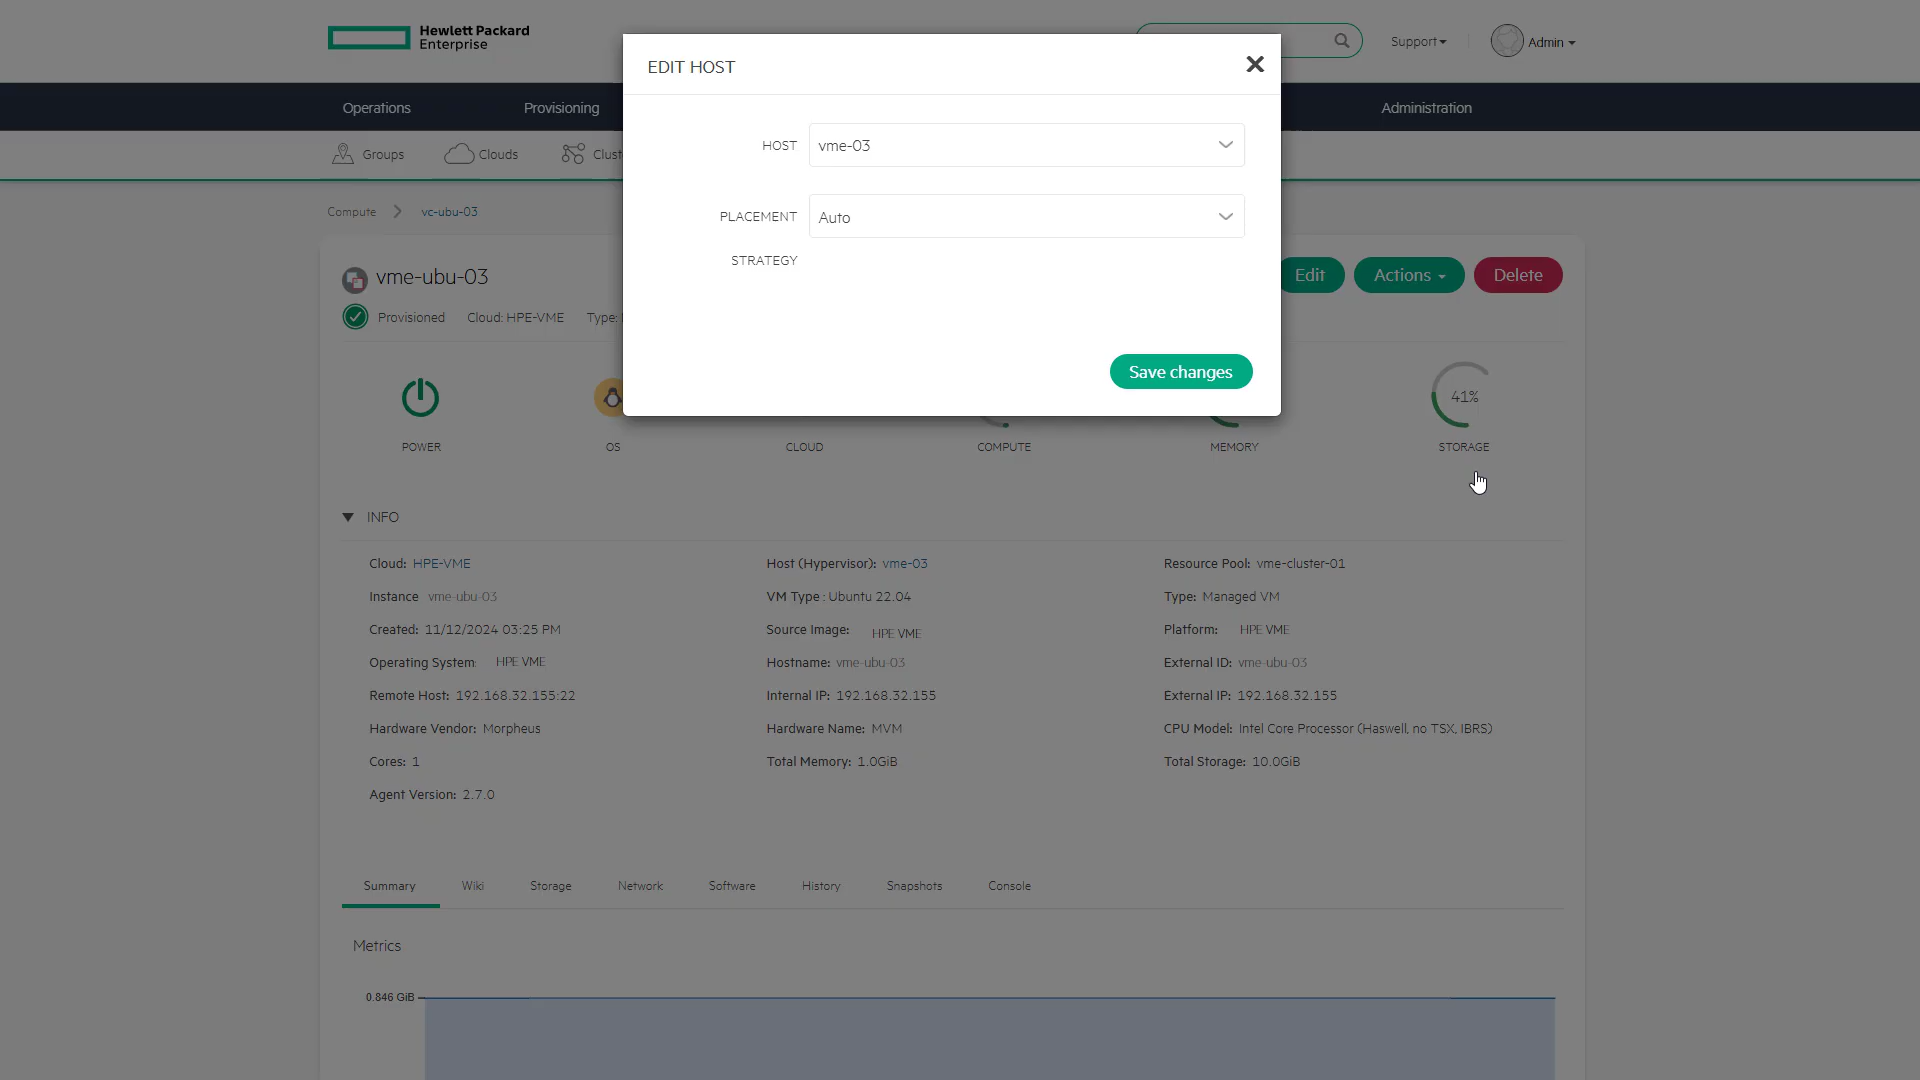 Hewlett Packard
Enterprise
Support
Admin
Operations
Provisioning
Administration
Groups
Clouds
EDIT HOST
HOST
vme-03
PLACEMENT
STRATEGY
Auto
Save changes
Compute
vc-ubu-03
vme-ubu-03
Edit
Actions
Delete
Provisioned
Cloud: HPE-VME
Type:
41%
POWER
OS
CLOUD
COMPUTE
MEMORY
STORAGE
INFO
Cloud: HPE-VME
Host (Hypervisor): vme-03
Resource Pool: vme-cluster-01
Instance vme-ubu-03
VM Type : Ubuntu 22.04
Type: Managed VM
Created: 11/12/2024 03:25 PM
Source Image: HPE VME
Platform: HPE VME
Operating System: HPE VME
Hostname: vme-ubu-03
External ID: vme-ubu-03
Remote Host: 192.168.32.155:22
Internal IP: 192.168.32.155
External IP: 192.168.32.155
Hardware Vendor: Morpheus
Hardware Name: MVM
CPU Model: Intel Core Processor (Haswell, no TSX, IBRS)
Cores: 1
Total Memory: 1.0GiB
Total Storage: 10.0GiB
Agent Version: 2.7.0
Summary
Wiki
Storage
Network
Software
History
Snapshots
Console
Metrics
0.846 GiB